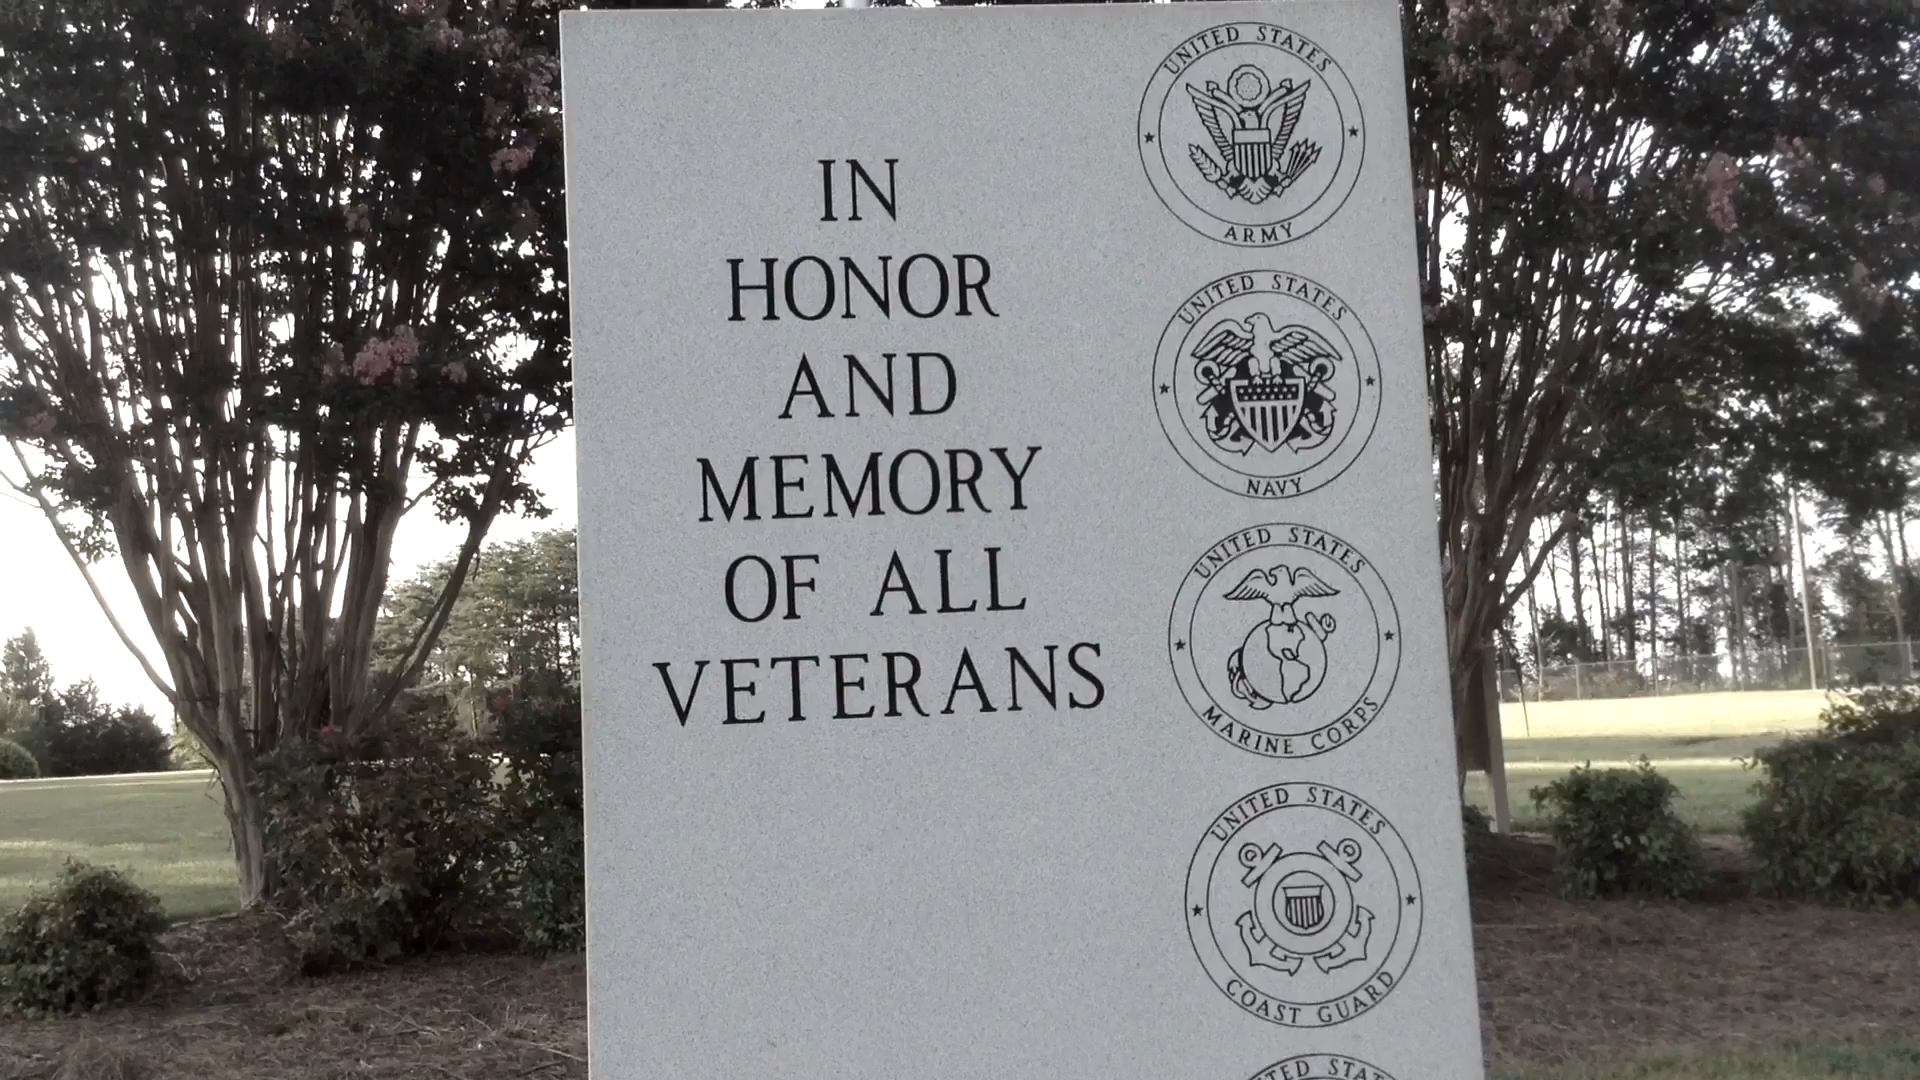 IN
HONOR
AND
MEMORY
OF ALL
VETERANS
UNITED STATES
ARMY
UNITED STATES
NAVY
UNITED STATES
MARINE CORPS
UNITED STATES
COAST GUARD
STAT